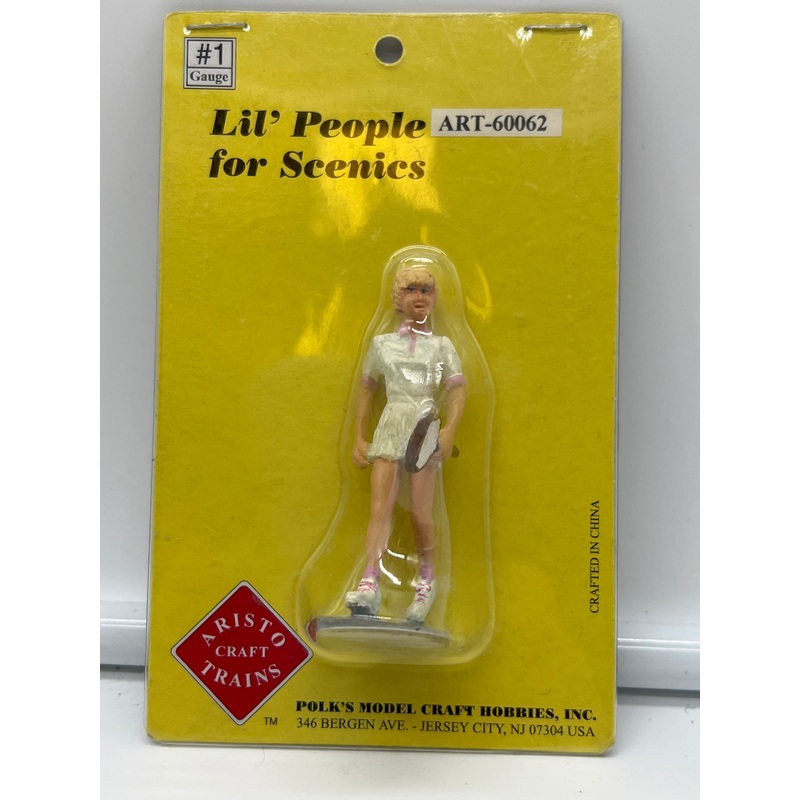 #1
Gauge
Lil' People ART-60062
for Scenics
CRAFTED IN CHINA
ARISTO
CRAFT
TRAINS
TM
POLK'S MODEL CRAFT HOBBIES, INC.
346 BERGEN AVE. - JERSEY CITY, NJ 07304 USA